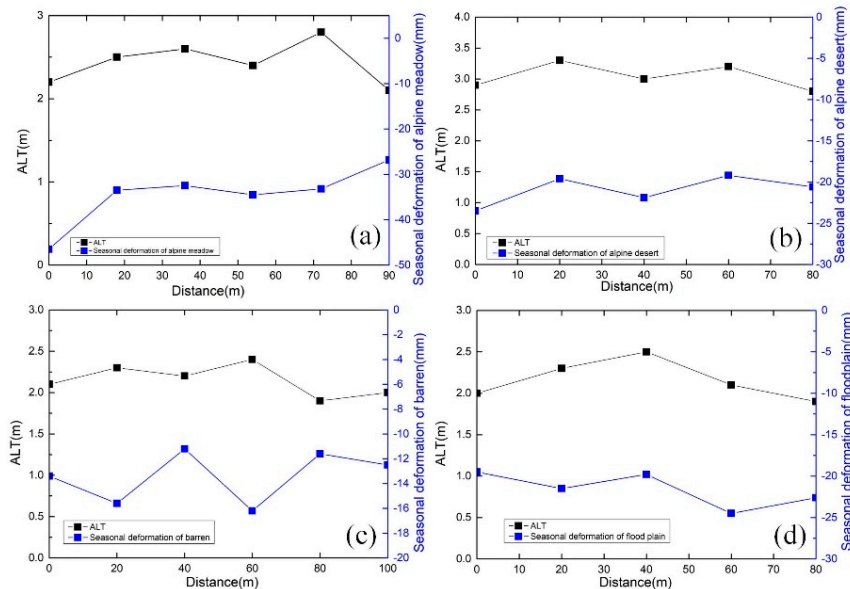 3
2
1
0
ALT(m)
0
-10
-20
-30
-40
-50
Seasonal deformation of alpine meadow(mm)
ALT
Seasonal deformation of alpine meadow
(a)
0 10 20 30 40 50 60 70 80 90
Distance(m)
4.0
3.5
3.0
2.5
2.0
1.5
1.0
0.5
0.0
ALT(m)
0
-5
-10
-15
-20
-25
-30
Seasonal deformation of alpine desert(mm)
ALT
Seasonal deformation of alpine desert
(b)
0 10 20 30 40 50 60 70 80
Distance(m)
3.0
2.5
2.0
1.5
1.0
0.5
0.0
ALT(m)
0
-2
-4
-6
-8
-10
-12
-14
-16
-18
-20
Seasonal deformation of barren(mm)
ALT
Seasonal deformation of barren
(c)
0 20 40 60 80 100
Distance(m)
3.0
2.5
2.0
1.5
1.0
0.5
0.0
ALT(m)
0
-5
-10
-15
-20
-25
-30
Seasonal deformation of floodplain(mm)
ALT
Seasonal deformation of flood plain
(d)
0 10 20 30 40 50 60 70 80
Distance(m)